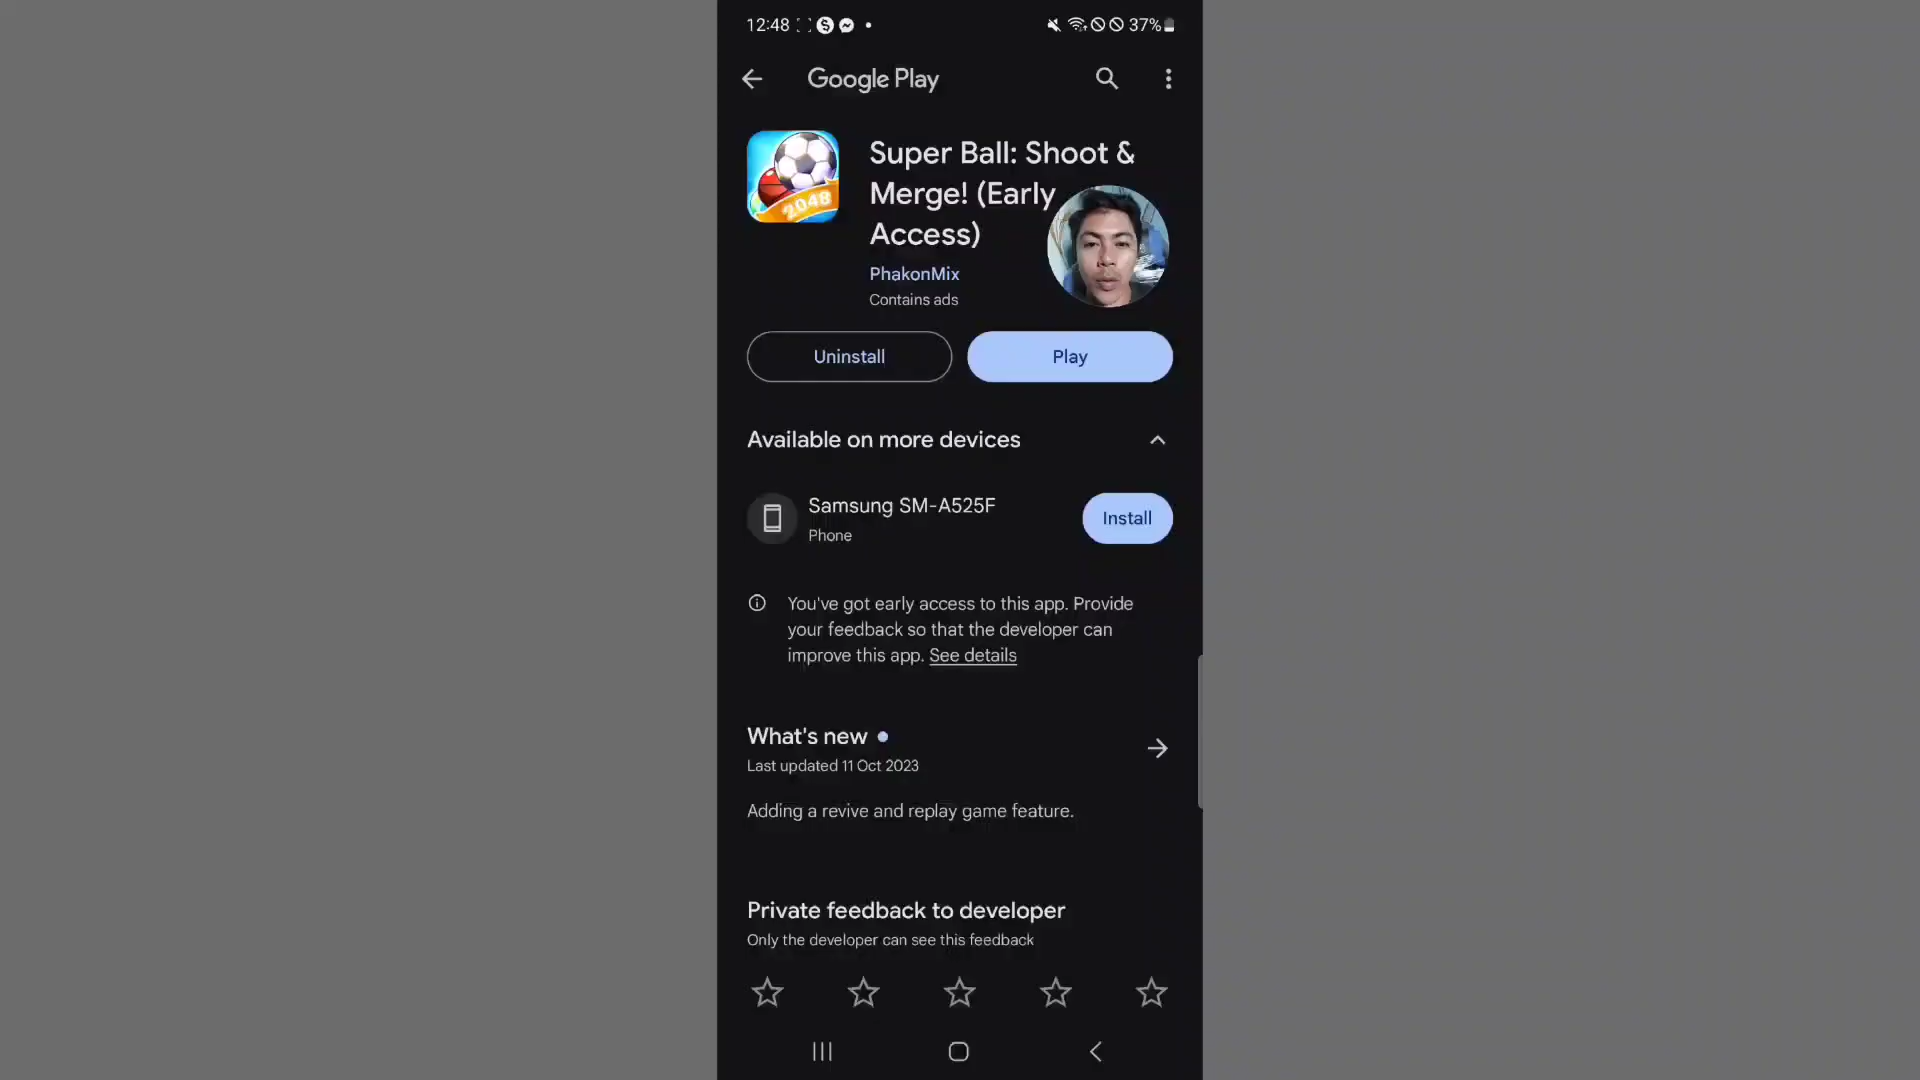 12:48
37%
Google Play
2048
Super Ball: Shoot &
Merge! (Early
Access)
PhakonMix
Contains ads
Uninstall
Play
Available on more devices
Samsung SM-A525F
Phone
Install
You've got early access to this app. Provide
your feedback so that the developer can
improve this app. See details
What's new
Last updated 11 Oct 2023
Adding a revive and replay game feature.
Private feedback to developer
Only the developer can see this feedback